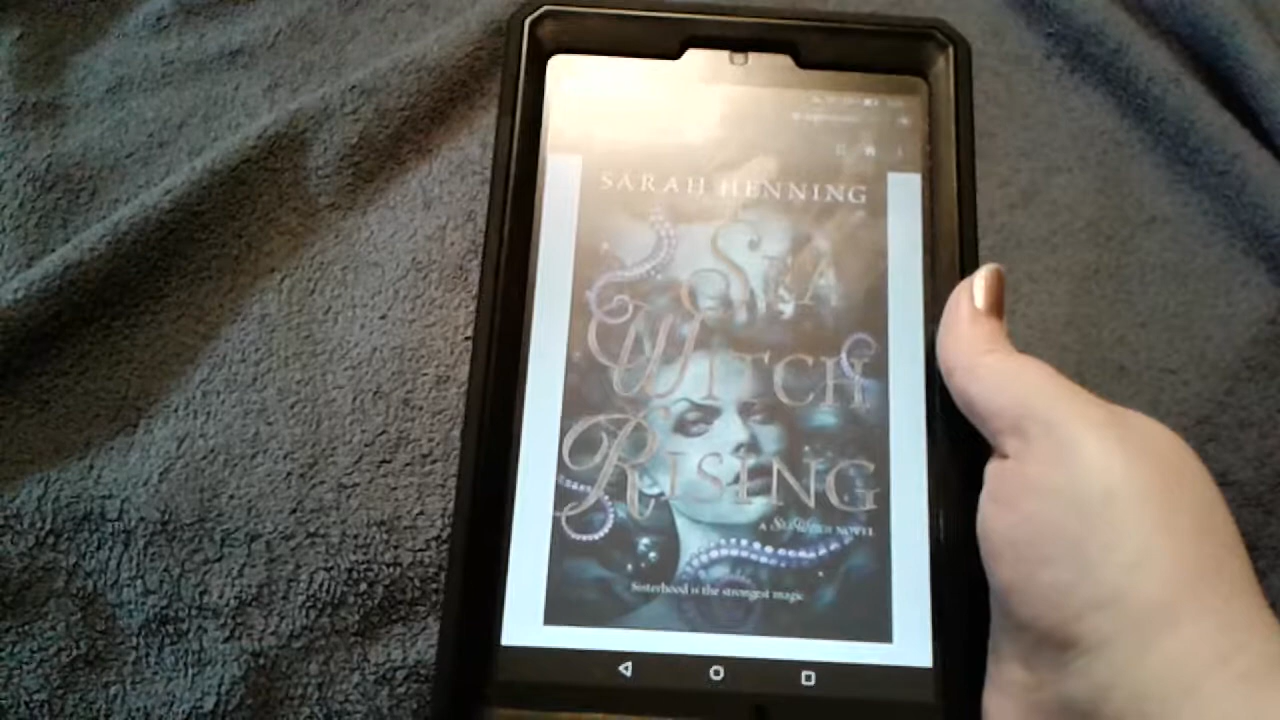 SARAH HENNING
SEA
WITCH
RISING
A SEA WITCH NOVEL
Sisterhood is the strongest magic